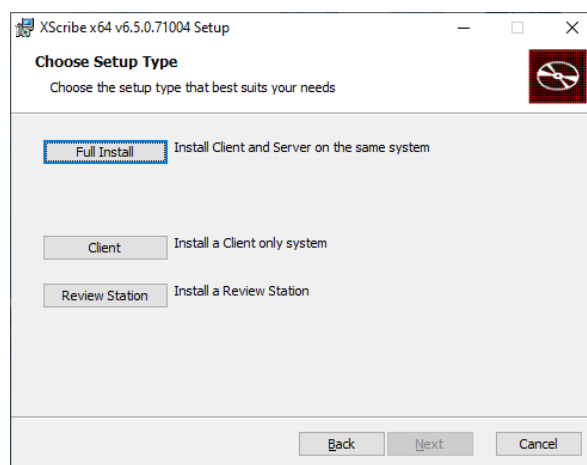 XScribe x64 v6.5.0.71004 Setup
Choose Setup Type
Choose the setup type that best suits your needs
Full Install Install Client and Server on the same system
Client Install a Client only system
Review Station Install a Review Station
Back Next Cancel